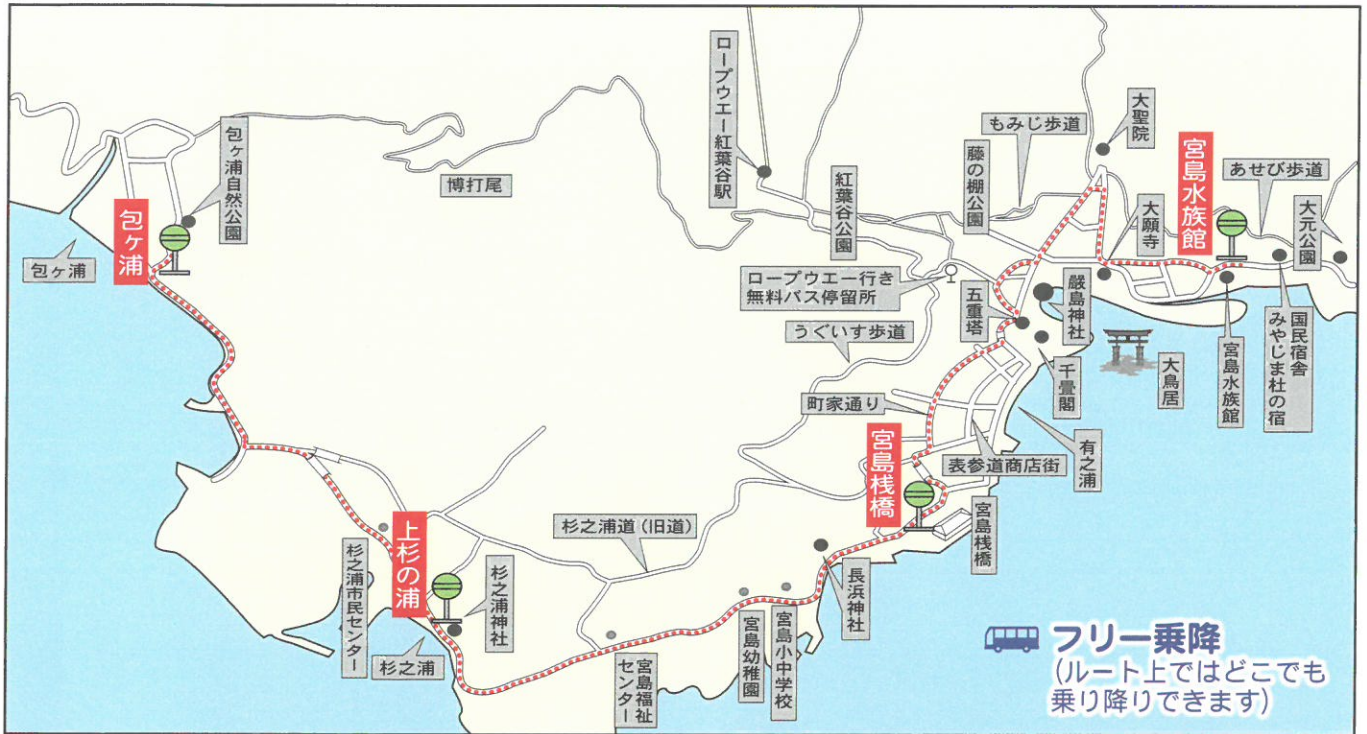 ロープウエー紅葉谷駅
大聖院
もみじ歩道
藤の棚公園
宮島水族館
あせび歩道
大元公園
包ヶ浦自然公園
博打尾
紅葉谷公園
大願寺
包ヶ浦
包ヶ浦
ロープウエー行き
無料バス停留所
五重塔
嚴島神社
うぐいす歩道
千畳閣
大鳥居
宮島水族館
国民宿舎
みやじま杜の宿
町家通り
有之浦
宮島桟橋
表参道商店街
宮島桟橋
上杉の浦
杉之浦道(旧道)
杉之浦市民センター
杉之浦神社
杉之浦
長浜神社
宮島福祉
センター
宮島幼稚園
宮島小中学校
フリー乗降
(ルート上ではどこでも
乗り降りできます)